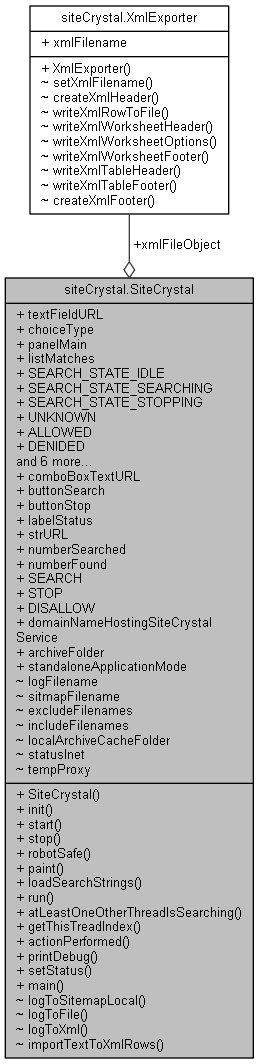 siteCrystal.XmlExporter
+ xmlFilename
+ XmlExporter()
~ setXmlFilename()
~ createXmlHeader()
~ writeXmlRowToFile()
~ writeXmlWorksheetHeader()
~ writeXmlWorksheetOptions()
~ writeXmlWorksheetFooter()
~ writeXmlTableHeader()
~ writeXmlTableFooter()
~ createXmlFooter()
+xmlFileObject
siteCrystal.SiteCrystal
+ textFieldURL
+ choiceType
+ panelMain
+ listMatches
+ SEARCH_STATE_IDLE
+ SEARCH_STATE_SEARCHING
+ SEARCH_STATE_STOPPING
+ UNKNOWN
+ ALLOWED
+ DENIDED
and 6 more...
+ comboBoxTextURL
+ buttonSearch
+ buttonStop
+ labelStatus
+ strURL
+ numberSearched
+ numberFound
+ SEARCH
+ STOP
+ DISALLOW
+ domainNameHostingSiteCrystal
Service
+ archiveFolder
+ standaloneApplicationMode
~ logFilename
~ sitmapFilename
~ excludeFilenames
~ includeFilenames
~ localArchiveCacheFolder
~ statusInet
~ tempProxy
+ SiteCrystal()
+ init()
+ start()
+ stop()
+ robotSafe()
+ paint()
+ loadSearchStrings()
+ run()
+ atLeastOneOtherThreadIsSearching()
+ getThisTreadIndex()
+ actionPerformed()
+ printDebug()
+ setStatus()
+ main()
~ logToSitemapLocal()
~ logToFile()
~ logToXml()
~ importTextToXmlRows()